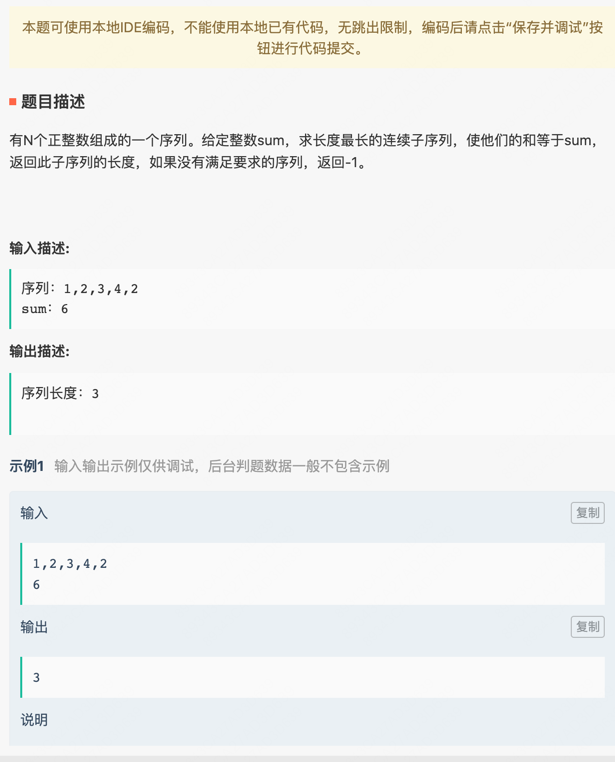 本题可使用本地IDE编码，不能使用本地已有代码，无跳出限制，编码后请点击“保存并调试”按
钮进行代码提交。
题目描述
有N个正整数组成的一个序列。给定整数sum，求长度最长的连续子序列，使他们的和等于sum，
返回此子序列的长度，如果没有满足要求的序列，返回-1。
输入描述:
序列：1,2,3,4,2
sum：6
输出描述:
序列长度：3
示例1 输入输出示例仅供调试，后台判题数据一般不包含示例
输入
复制
1,2,3,4,2
6
输出
复制
3
说明